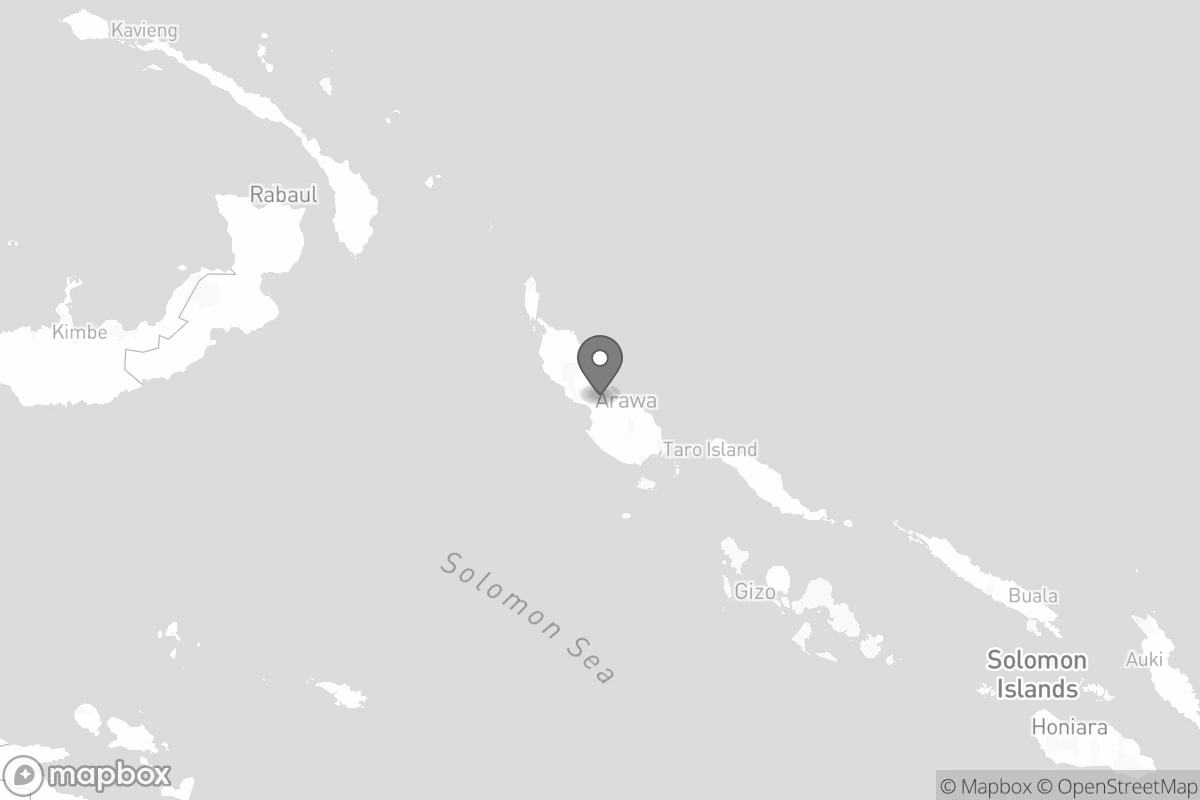 Kavieng
Rabaul
Kimbe
Arawa
Taro Island
Solomon Sea
Gizo
Buala
Solomon
Islands
Auki
Honiara
mapbox
© Mapbox © OpenStreetMap